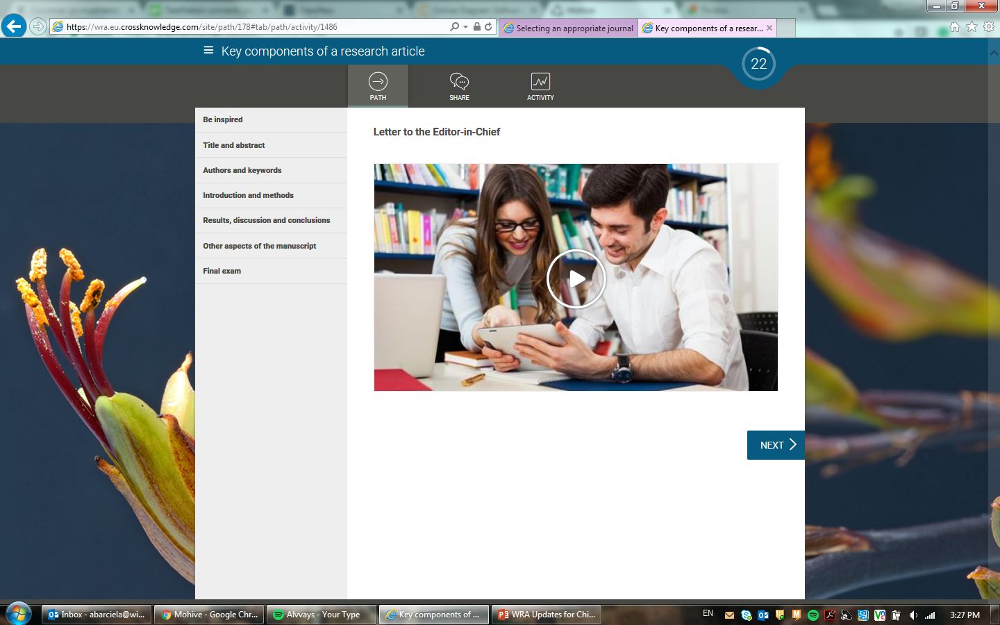 https://wra.eu.crossknowledge.com/site/path/178#tab/path/activity/1486
Selecting an appropriate journal
Key components of a resear...
Key components of a research article
22
PATH
SHARE
ACTIVITY
Be inspired
Title and abstract
Authors and keywords
Introduction and methods
Results, discussion and conclusions
Other aspects of the manuscript
Final exam
Letter to the Editor-in-Chief
NEXT
Inbox - abarciela@wi...
Mohive - Google Chr...
Alvvays - Your Type
Key components of ...
WRA Updates for Chi...
EN
3:27 PM